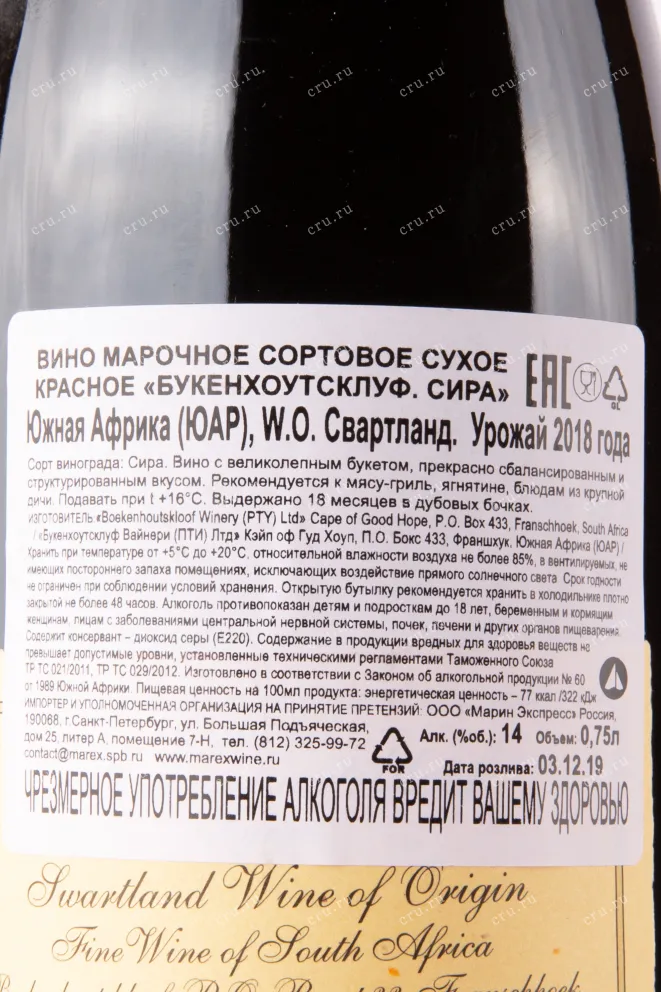 ВИНО МАРОЧНОЕ СОРТОВОЕ СУХОЕ
КРАСНОЕ «БУКЕНХОУТСКЛУФ. СИРА»
EAC
GL
Южная Африка (ЮАР), W.O. Свартланд. Урожай 2018 года
Сорт винограда: Сира. Вино с великолепным букетом, прекрасно сбалансированным и
структурированным вкусом. Рекомендуется к мясу-гриль, ягнятине, блюдам из крупной
дичи. Подавать при t +16°C. Выдержано 18 месяцев s дубовых бочках.
ИЗГОТОВИТЕЛЬ «Boekenhoutskloof Winery (PTY) Ltd» Cape of Good Hope, P.O. Box 433, Franschhoek, South Africa
/ «Букенхоутсклуф Вайнери (ПТИ) Лтд» Кэйп оф Гуд Хоуп, П.О. Бокс 433, Франшхук. Южная Африка (ЮАР) /
Хранить при температуре от +5°C до +20°C, относительной влажности воздуха не более 85%, в вентилируемых, не
имеющих постороннего запаха помещениях, исключающих воздействие прямого солнечного света Срок годности
не ограничен при соблюдении условий хранения. Открытую бутылку рекомендуется хранить в холодильнике плотно
закрытой не более 48 часов. Алкоголь противопоказан детям и подросткам до 18 лет, беременным и кормящим
женщинам, лицам с заболеваниями центральной нервной системы, почек, печени и других органов пищеварения.
Содержит консервант – диоксид серы (E220). Содержание в продукции вредных для здоровья веществ не
превышает допустимые уровни, установленные техническими регламентами Таможенного Союза
ТР ТС 021/2011, ТР ТС 029/2012. Изготовлено в соответствии с Законом об алкогольной продукции № 60
от 1989 Южной Африки. Пищевая ценность на 100мл продукта: энергетическая ценность – 77 ккал /322 кДж
ИМПОРТЕР И УПОЛНОМОЧЕННАЯ ОРГАНИЗАЦИЯ НА ПРИНЯТИЕ ПРЕТЕНЗИЙ: ООО «Марин Экспресс» Россия,
190068, г.Санкт-Петербург, ул. Большая Подъяческая,
дом 25, литер А, помещение 7-Н, тел. (812) 325-99-72
contact@marex.spb ru www.marexwine.ru
FOR
Алк. (%об.): 14 Объем: 0,75л
Дата розлива: 03.12.19
ЧРЕЗМЕРНОЕ УПОТРЕБЛЕНИЕ АЛКОГОЛЯ ВРЕДИТ ВАШЕМУ ЗДОРОВЬЮ
Swartland Wine of Origin
Fine Wine of South Africa